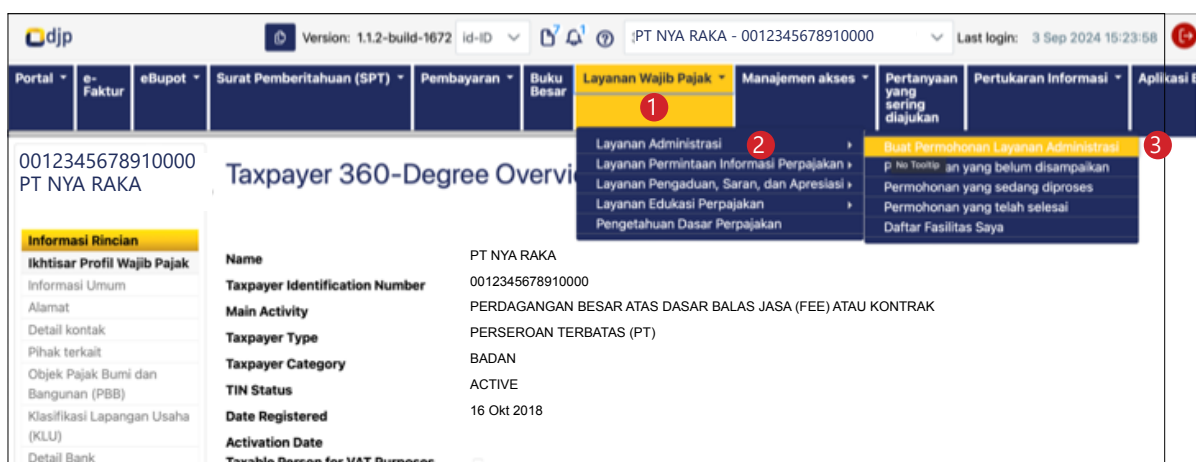 djp
Version: 1.1.2-build-1672
id-ID
7
1
PT NYA RAKA - 0012345678910000
Last login: 3 Sep 2024 15:23:58
Portal
e-Faktur
eBupot
Surat Pemberitahuan (SPT)
Pembayaran
Buku Besar
Layanan Wajib Pajak
Manajemen akses
Pertanyaan yang sering diajukan
Pertukaran Informasi
Aplikasi
1
Layanan Administrasi
2
Layanan Permintaan Informasi Perpajakan
Layanan Pengaduan, Saran, dan Apresiasi
Layanan Edukasi Perpajakan
Pengetahuan Dasar Perpajakan
Buat Permohonan Layanan Administrasi
3
P No Tooltip an yang belum disampaikan
Permohonan yang sedang diproses
Permohonan yang telah selesai
Daftar Fasilitas Saya
0012345678910000
PT NYA RAKA
Taxpayer 360-Degree Overvi
Informasi Rincian
Ikhtisar Profil Wajib Pajak
Informasi Umum
Alamat
Detail kontak
Pihak terkait
Objek Pajak Bumi dan
Bangunan (PBB)
Klasifikasi Lapangan Usaha
(KLU)
Detail Bank
Name PT NYA RAKA
Taxpayer Identification Number 0012345678910000
Main Activity PERDAGANGAN BESAR ATAS DASAR BALAS JASA (FEE) ATAU KONTRAK
Taxpayer Type PERSEROAN TERBATAS (PT)
Taxpayer Category BADAN
TIN Status ACTIVE
Date Registered 16 Okt 2018
Activation Date
Taxable Person for VAT Purposes